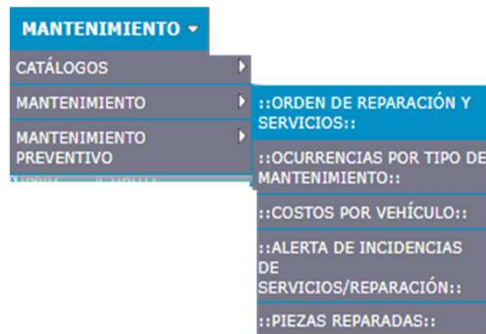 MANTENIMIENTO
CATÁLOGOS
MANTENIMIENTO
MANTENIMIENTO
PREVENTIVO
::ORDEN DE REPARACIÓN Y
SERVICIOS::
::OCURRENCIAS POR TIPO DE
MANTENIMIENTO::
::COSTOS POR VEHÍCULO::
::ALERTA DE INCIDENCIAS
DE
SERVICIOS/REPARACIÓN::
::PIEZAS REPARADAS::